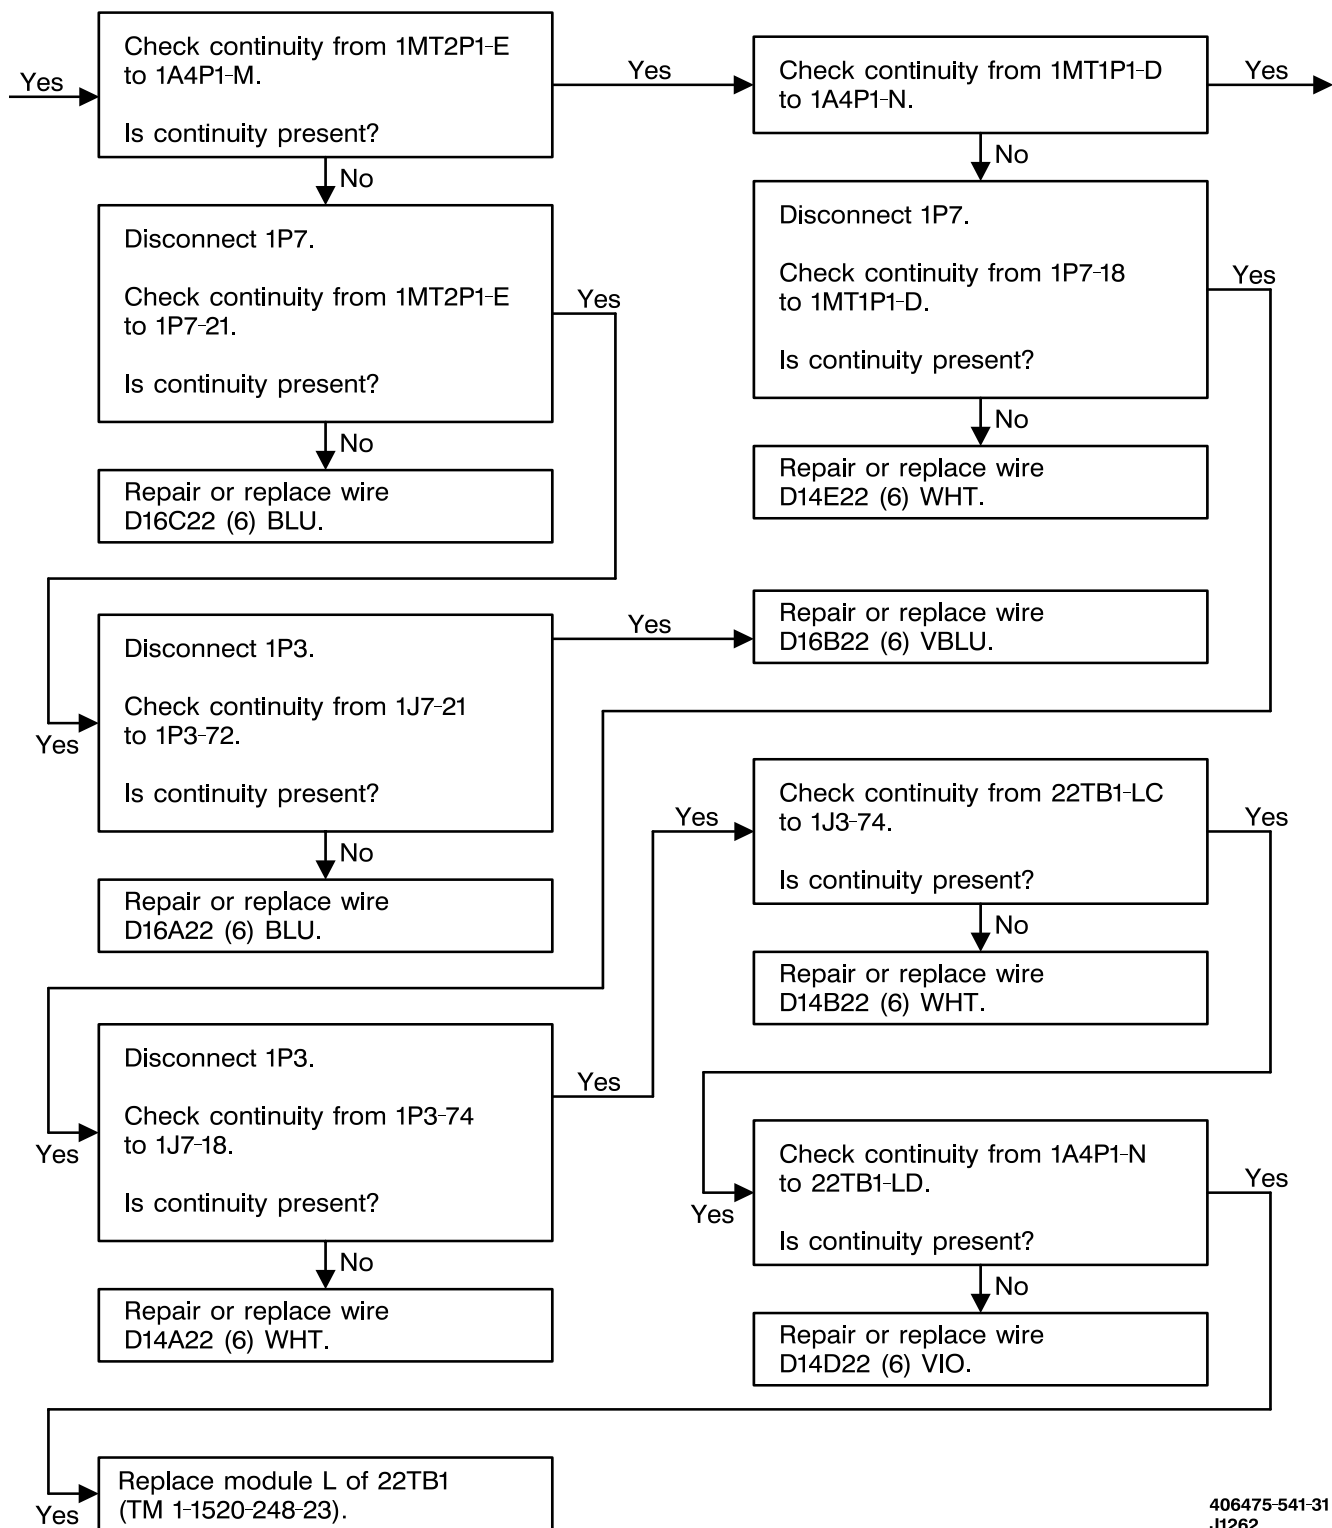 Yes
Check continuity from 1MT2P1-E
to 1A4P1-M.
Is continuity present?
Yes
Check continuity from 1MT1P1-D
to 1A4P1-N.
Yes
No
Disconnect 1P7.
Check continuity from 1MT2P1-E
to 1P7-21.
Is continuity present?
Yes
No
Disconnect 1P7.
Check continuity from 1P7-18
to 1MT1P1-D.
Is continuity present?
Yes
No
Repair or replace wire
D16C22 (6) BLU.
No
Repair or replace wire
D14E22 (6) WHT.
Yes
Disconnect 1P3.
Check continuity from 1J7-21
to 1P3-72.
Is continuity present?
Yes
Repair or replace wire
D16B22 (6) VBLU.
No
Repair or replace wire
D16A22 (6) BLU.
Yes
Check continuity from 22TB1-LC
to 1J3-74.
Is continuity present?
Yes
No
Repair or replace wire
D14B22 (6) WHT.
Yes
Disconnect 1P3.
Check continuity from 1P3-74
to 1J7-18.
Is continuity present?
Yes
No
Repair or replace wire
D14A22 (6) WHT.
Yes
Check continuity from 1A4P1-N
to 22TB1-LD.
Is continuity present?
Yes
No
Repair or replace wire
D14D22 (6) VIO.
Yes
Replace module L of 22TB1
(TM 1-1520-248-23).
406475-541-31
J1262